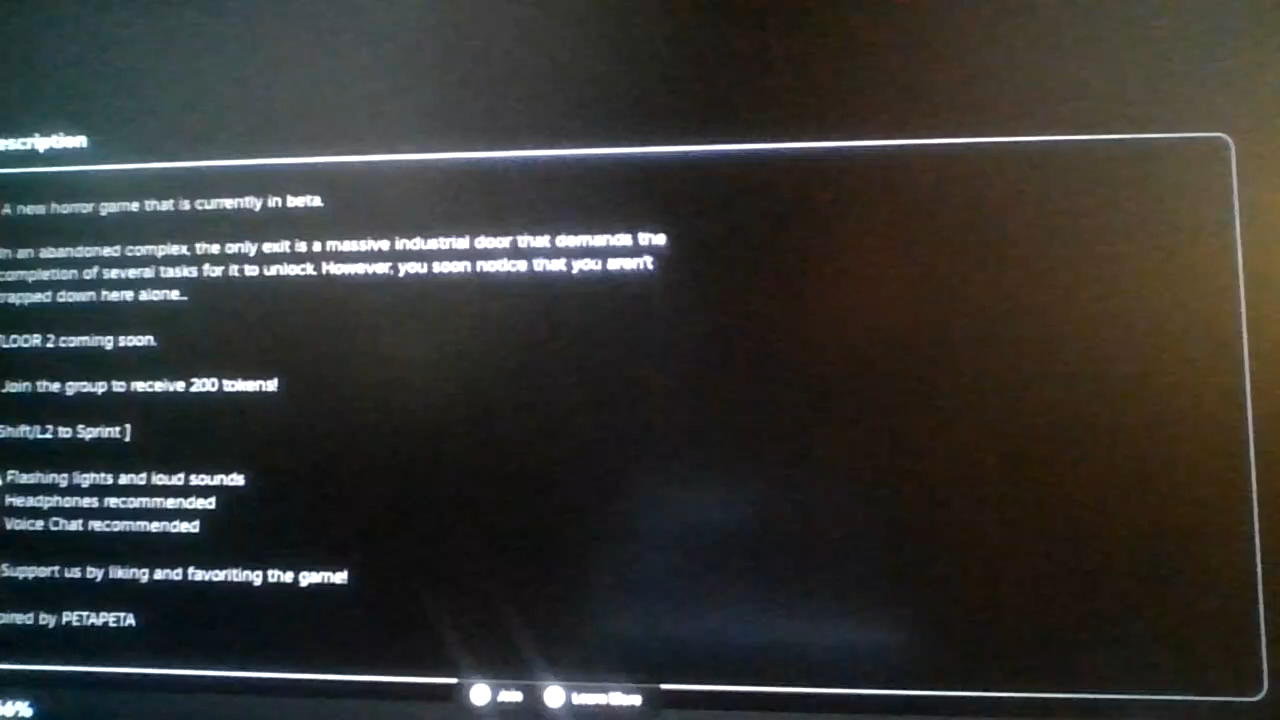 escription
A new horror game that is currently in beta.
In an abandoned complex, the only exit is a massive industrial door that demands the
completion of several tasks for it to unlock. However, you soon notice that you aren't
rapped down here alone...
LOOR 2 coming soon.
Join the group to receive 200 tokens!
Shift/L2 to Sprint ]
Flashing lights and loud sounds
Headphones recommended
Voice Chat recommended
Support us by liking and favoriting the game!
pired by PETAPETA
Join